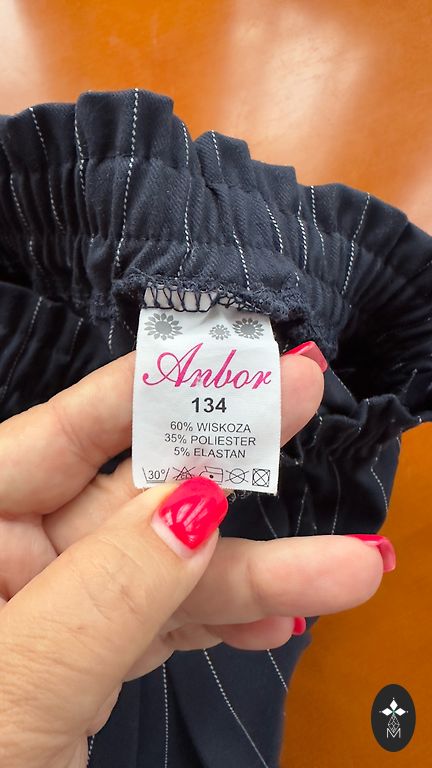 Anbor
134
60% WISKOZA
35% POLIESTER
5% ELASTAN
30°
M